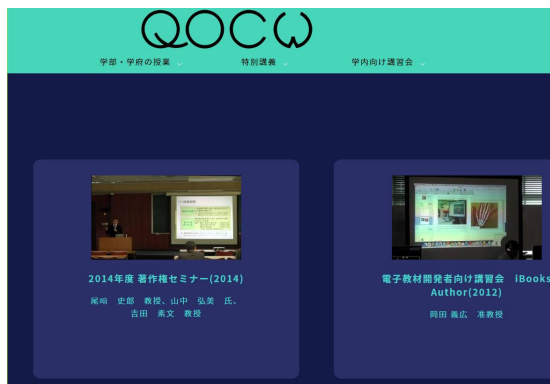 QOCW
学部・学府の授業
特別講義
学内向け講習会
2014年度 著作権セミナー(2014)
尾﨑 史郎 教授、山中 弘美 氏、
吉田 素文 教授
電子教材開発者向け講習会 iBooks
Author(2012)
岡田 義広 准教授